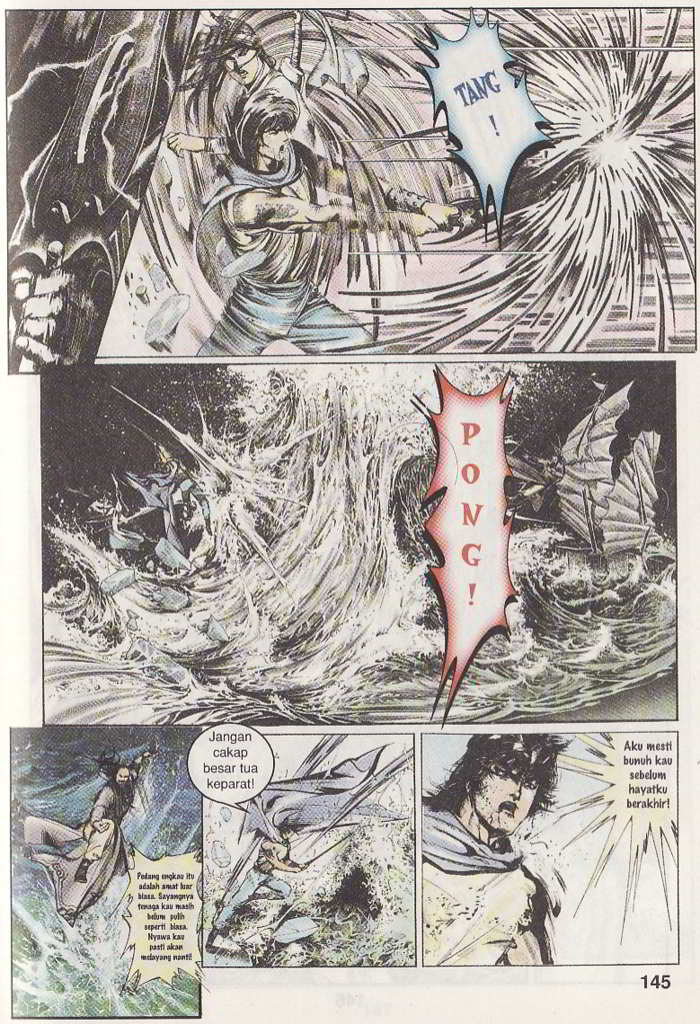 TANG
!
P
O
N
G
!
Pedang engkau itu
adalah amat luar
biasa. Sayangnya
tenaga kau masih
belum pulih
seperti biasa.
Nyawa kau
pasti akan
melayang nanti!
Jangan
cakap
besar tua
keparat!
Aku mesti
bunuh kau
sebelum
hayatku
berakhir!
145